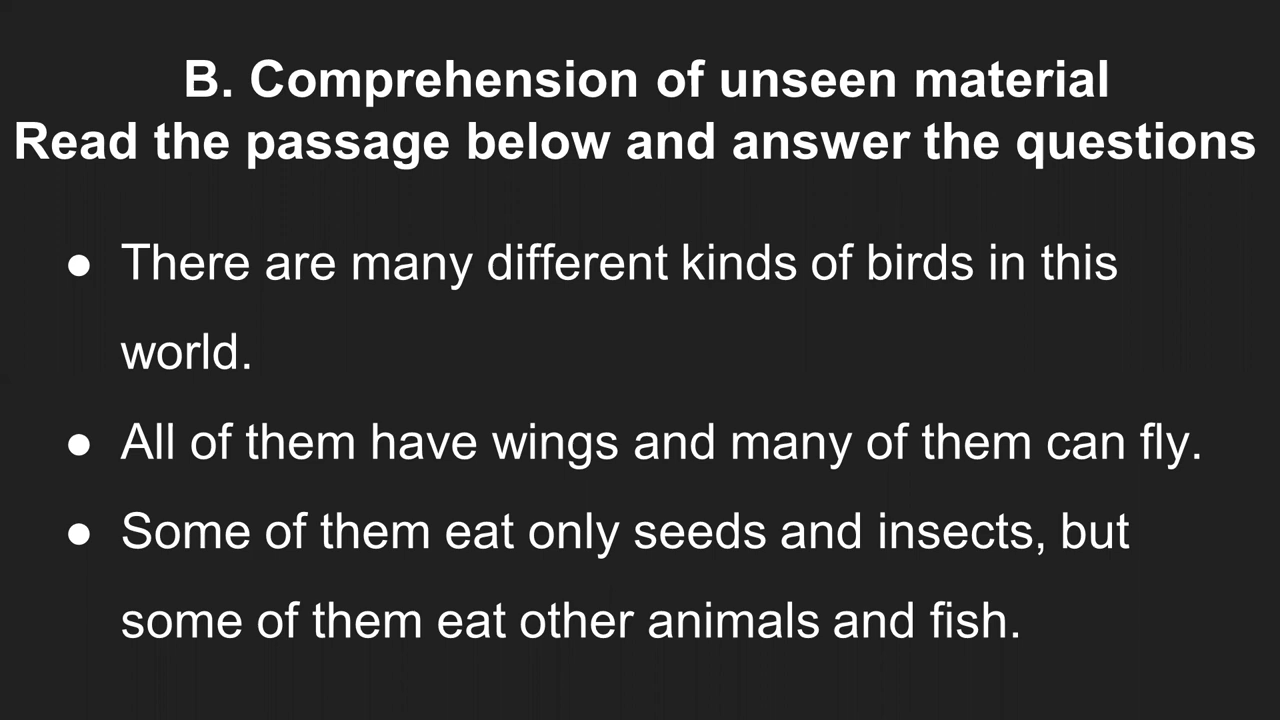 B. Comprehension of unseen material
Read the passage below and answer the questions
● There are many different kinds of birds in this
world.
● All of them have wings and many of them can fly.
● Some of them eat only seeds and insects, but
some of them eat other animals and fish.